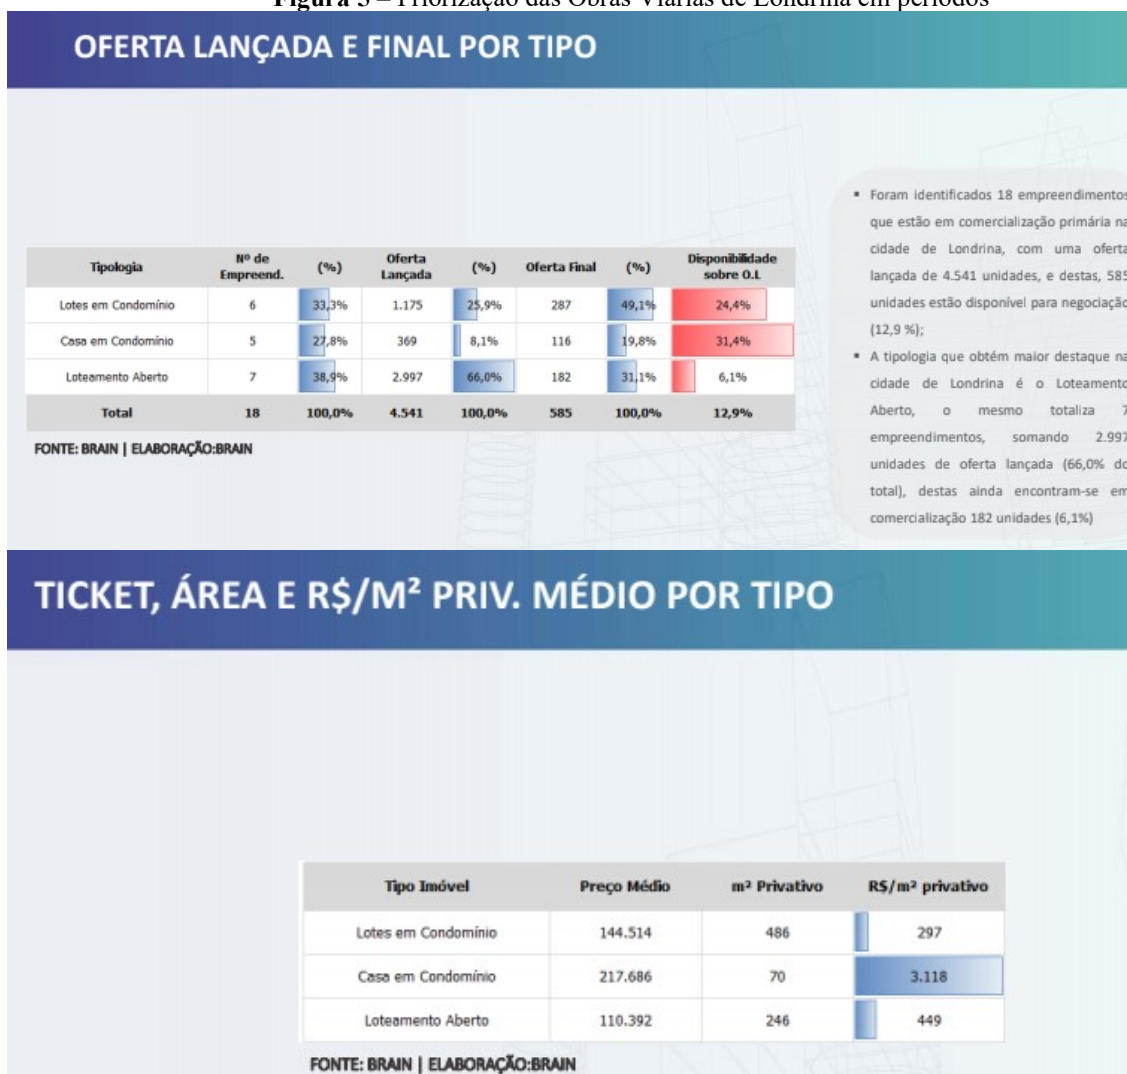 Figura 5 – Priorização das Obras Viárias de Londrina em períodos
OFERTA LANÇADA E FINAL POR TIPO
Tipologia Nº de Empreend. (%) Oferta Lançada (%) Oferta Final (%) Disponibilidade sobre O.L
Lotes em Condomínio 6 33,3% 1.175 25,9% 287 49,1% 24,4%
Casa em Condomínio 5 27,8% 369 8,1% 116 19,8% 31,4%
Loteamento Aberto 7 38,9% 2.997 66,0% 182 31,1% 6,1%
Total 18 100,0% 4.541 100,0% 585 100,0% 12,9%
FONTE: BRAIN | ELABORAÇÃO:BRAIN
▪ Foram identificados 18 empreendimentos
que estão em comercialização primária na
cidade de Londrina, com uma oferta
lançada de 4.541 unidades, e destas, 585
unidades estão disponível para negociação
(12,9 %);
▪ A tipologia que obtém maior destaque na
cidade de Londrina é o Loteamento
Aberto, o mesmo totaliza 7
empreendimentos, somando 2.997
unidades de oferta lançada (66,0% do
total), destas ainda encontram-se em
comercialização 182 unidades (6,1%)
TICKET, ÁREA E R$/M² PRIV. MÉDIO POR TIPO
Tipo Imóvel Preço Médio m² Privativo R$/m² privativo
Lotes em Condomínio 144.514 486 297
Casa em Condomínio 217.686 70 3.118
Loteamento Aberto 110.392 246 449
FONTE: BRAIN | ELABORAÇÃO:BRAIN